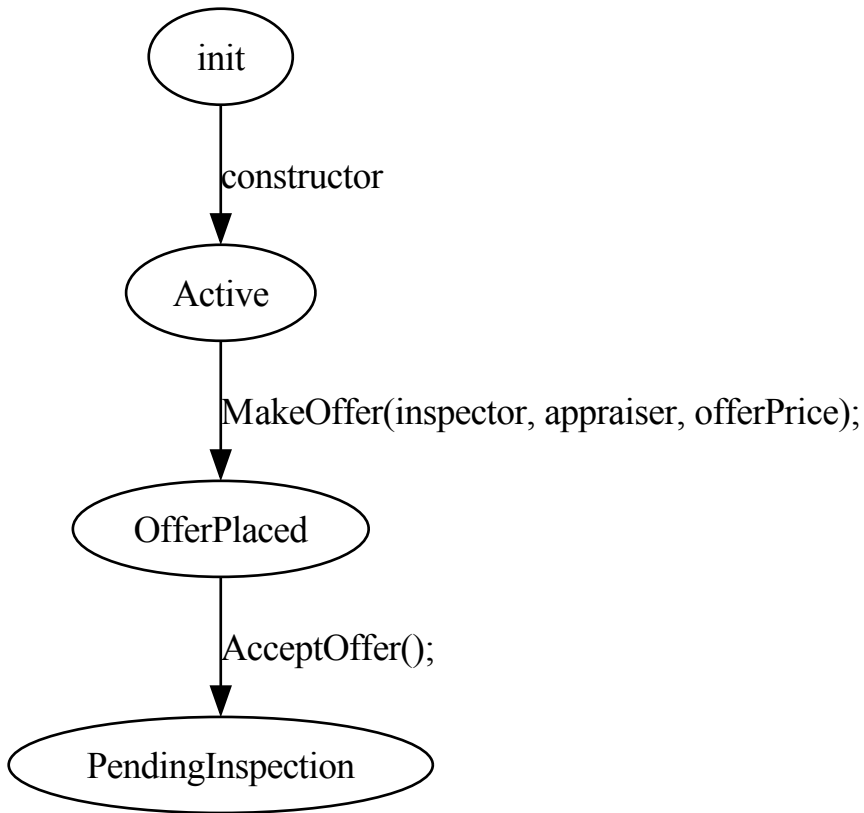 init
constructor
Active
MakeOffer(inspector, appraiser, offerPrice);
OfferPlaced
AcceptOffer();
PendingInspection